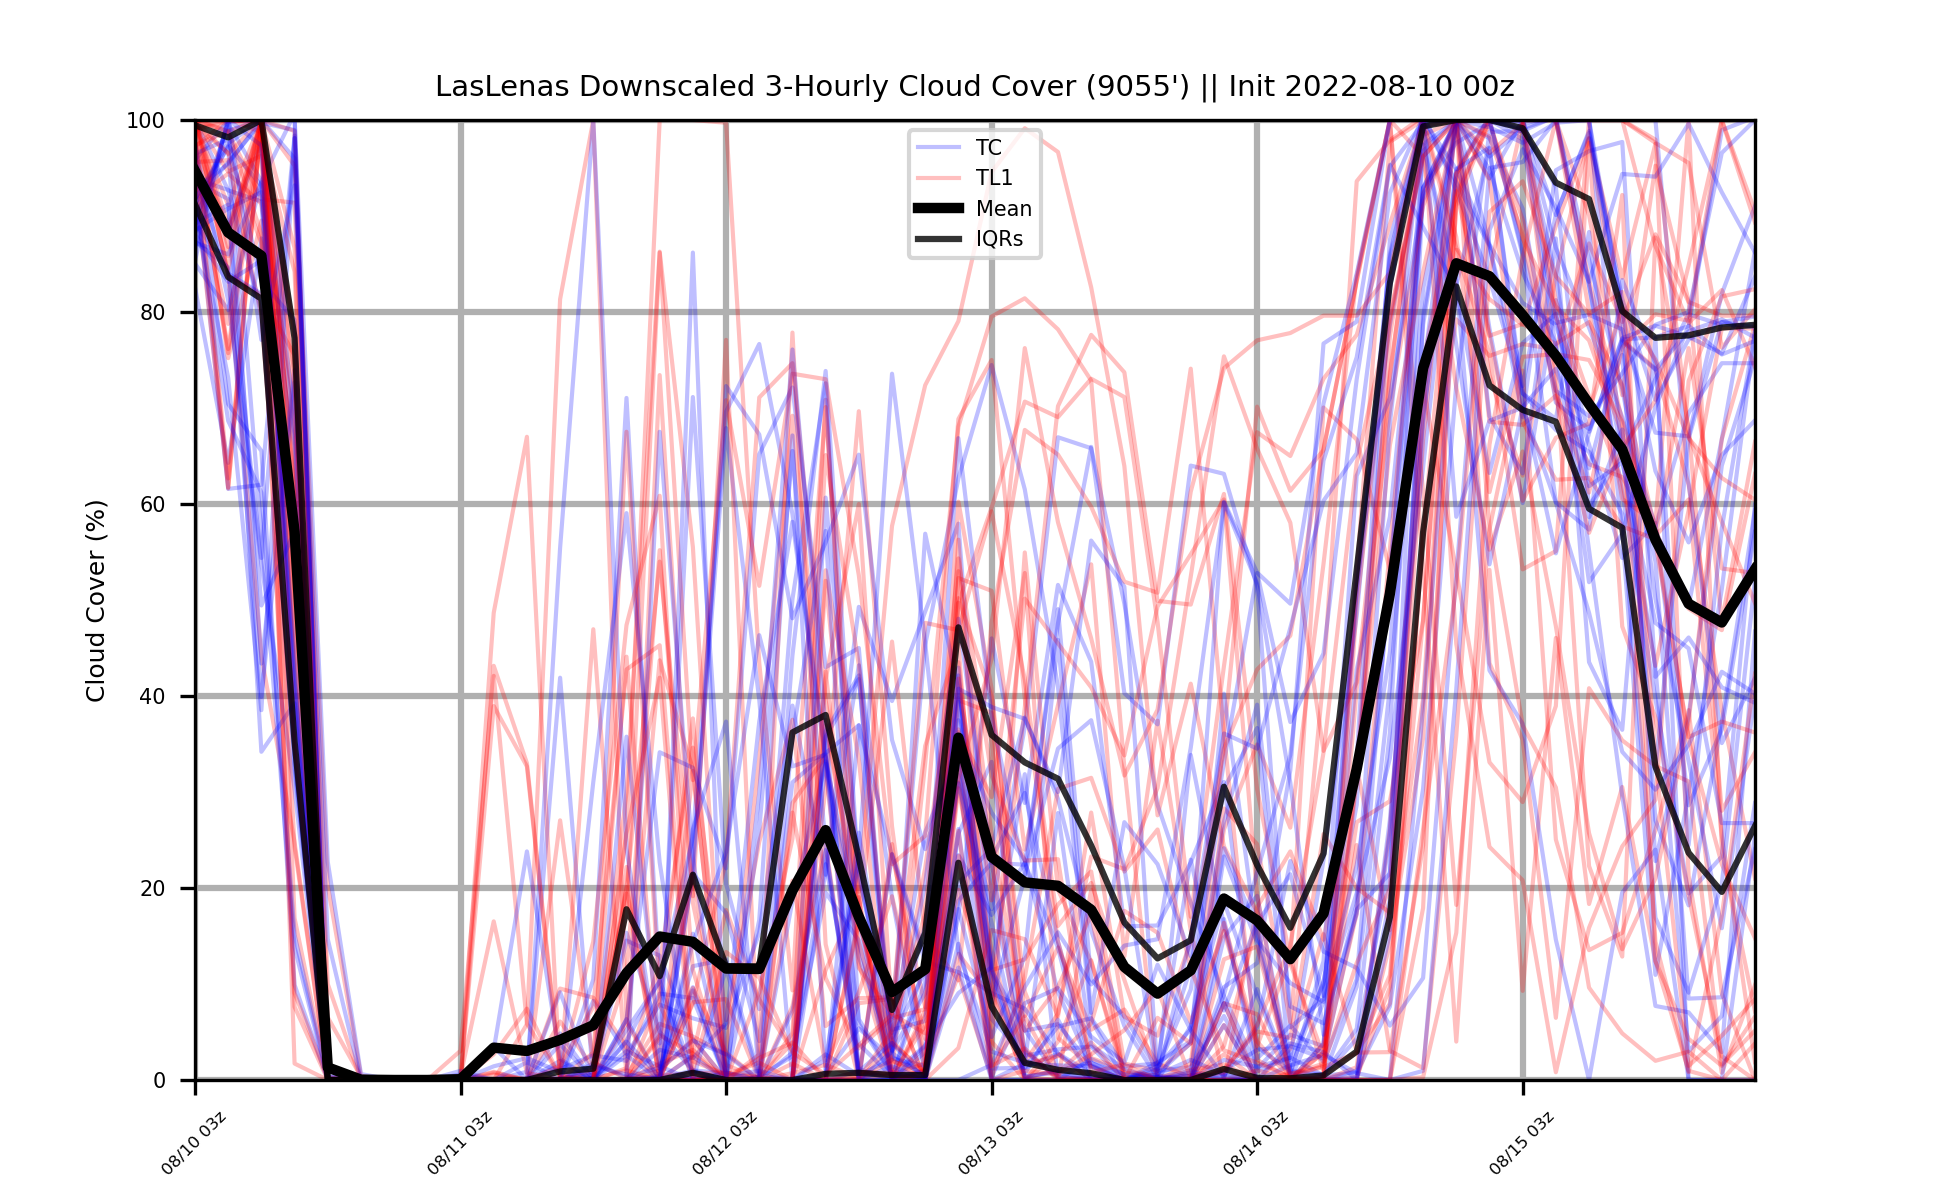 LasLenas Downscaled 3-Hourly Cloud Cover (9055') || Init 2022-08-10 00z
TC
TL1
Mean
IQRs
Cloud Cover (%)
100
80
60
40
20
0
08/10 03z
08/11 03z
08/12 03z
08/13 03z
08/14 03z
08/15 03z